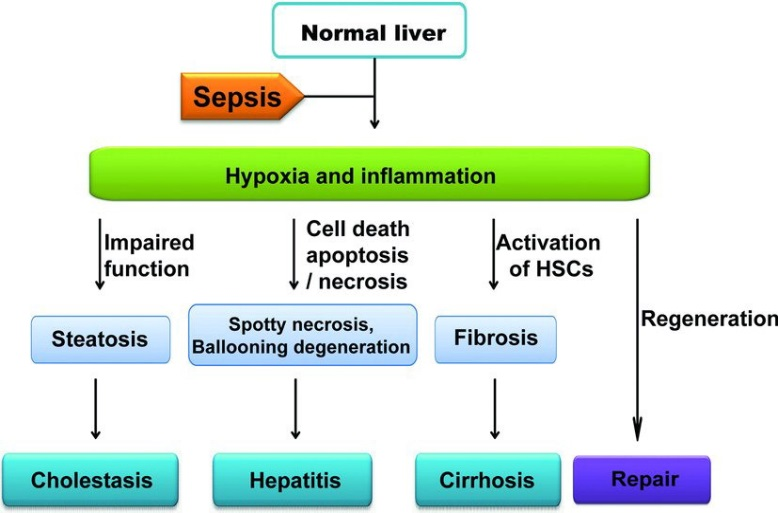 Normal liver
Sepsis
Hypoxia and inflammation
Impaired
function
Cell death
apoptosis
/ necrosis
Activation
of HSCs
Regeneration
Steatosis
Spotty necrosis,
Ballooning degeneration
Fibrosis
Cholestasis
Hepatitis
Cirrhosis
Repair